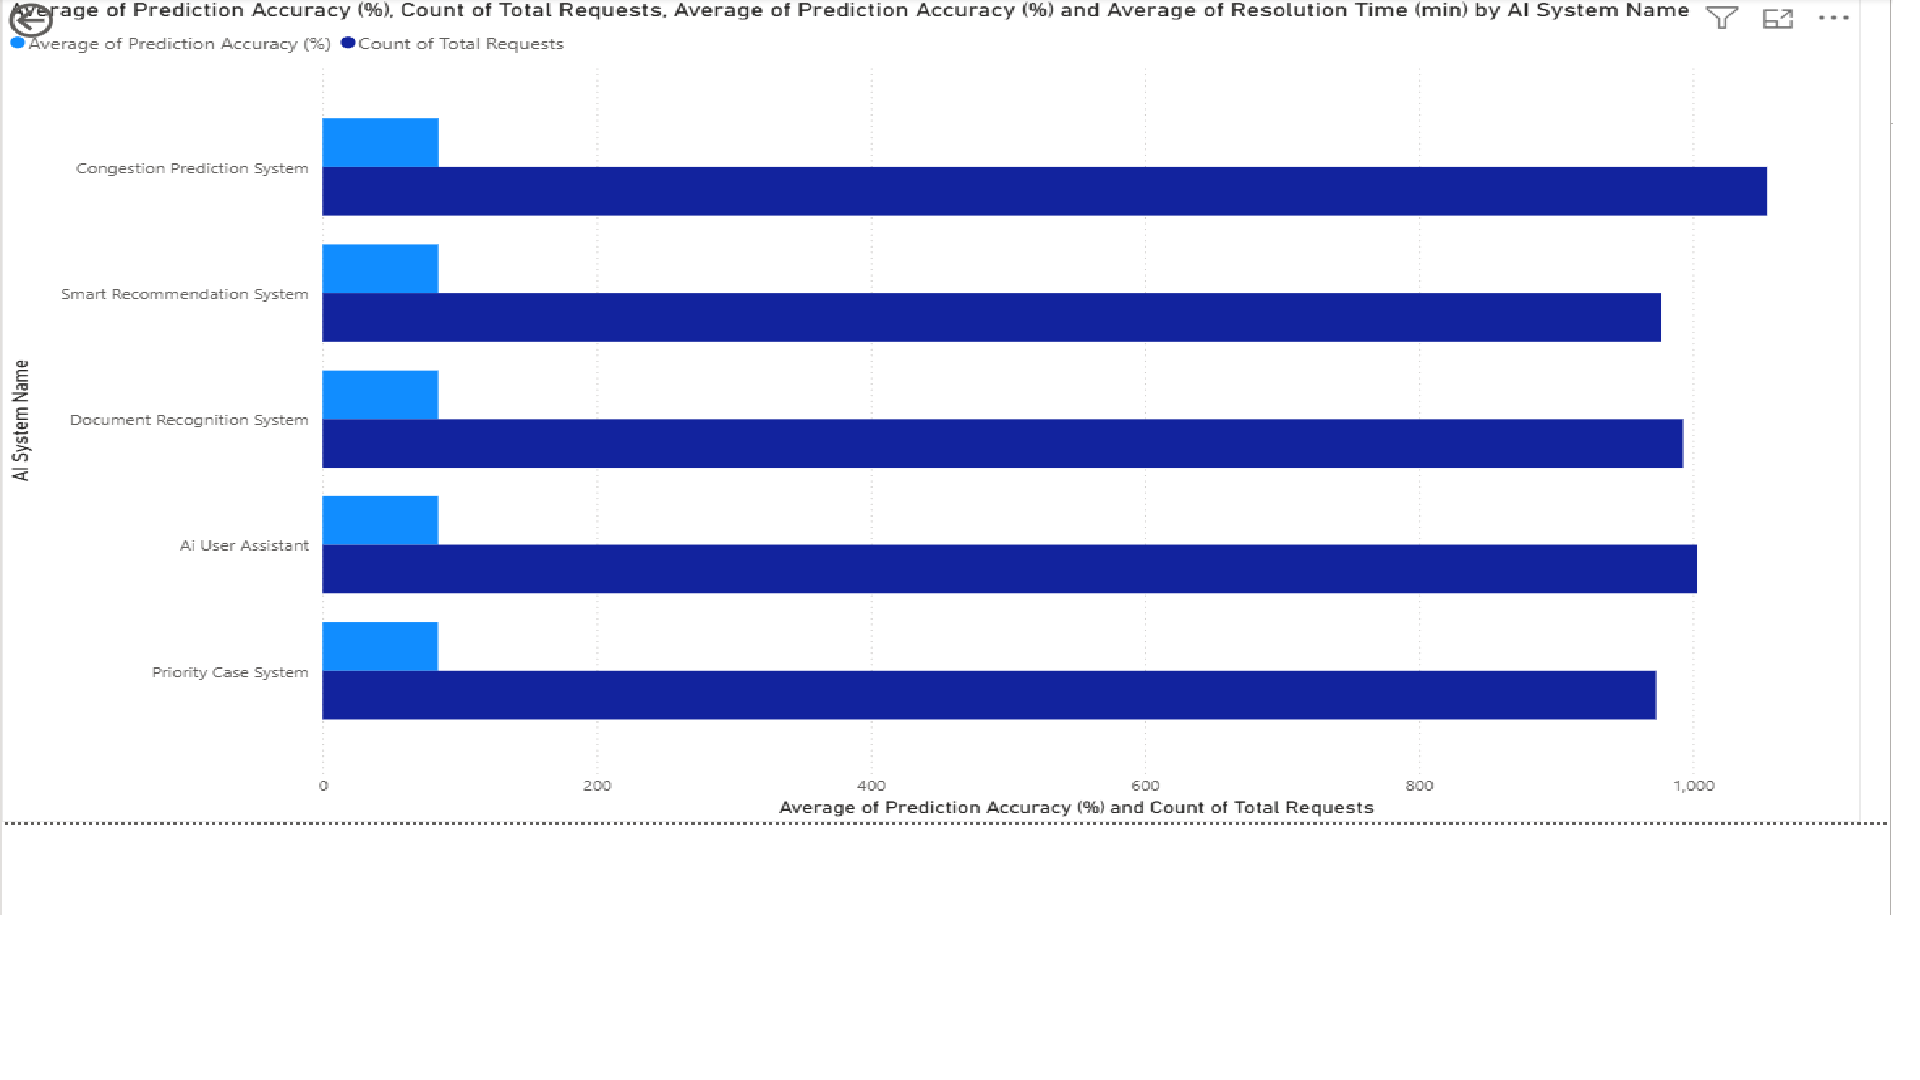 Average of Prediction Accuracy (%), Count of Total Requests, Average of Prediction Accuracy (%) and Average of Resolution Time (min) by AI System Name
Average of Prediction Accuracy (%) Count of Total Requests
AI System Name
Congestion Prediction System
Smart Recommendation System
Document Recognition System
Ai User Assistant
Priority Case System
0 200 400 600 800 1,000
Average of Prediction Accuracy (%) and Count of Total Requests